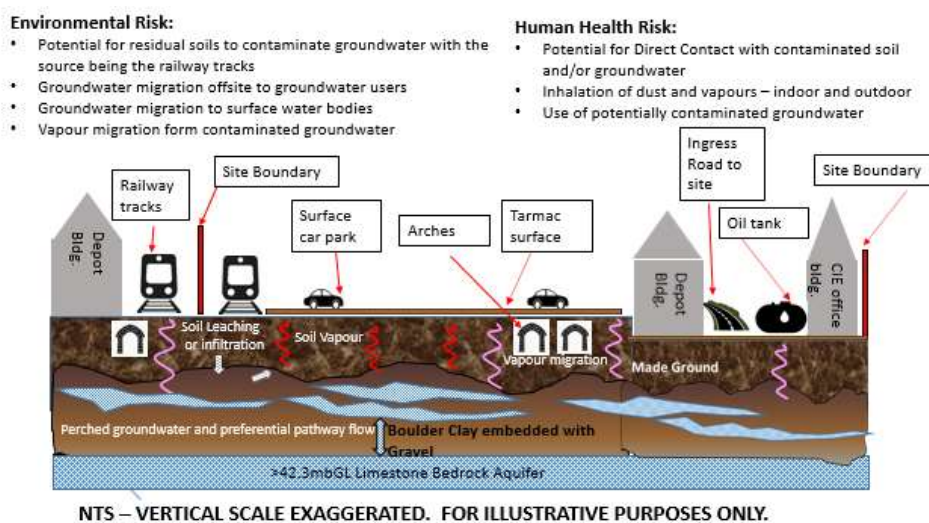 Environmental Risk:
• Potential for residual soils to contaminate groundwater with the
source being the railway tracks
• Groundwater migration offsite to groundwater users
• Groundwater migration to surface water bodies
• Vapour migration form contaminated groundwater
Human Health Risk:
• Potential for Direct Contact with contaminated soil
and/or groundwater
• Inhalation of dust and vapours – indoor and outdoor
• Use of potentially contaminated groundwater
Railway
tracks
Site Boundary
Surface
car park
Arches
Tarmac
surface
Ingress
Road to
site
Oil tank
Site Boundary
Depot
Bldg.
Depot
Bldg.
CIE office
bldg.
Soil Leaching
or infiltration
Soil Vapour
Vapour migration
Made Ground
Perched groundwater and preferential pathway flow
Boulder Clay embedded with
Gravel
>42.3mbGL Limestone Bedrock Aquifer
NTS – VERTICAL SCALE EXAGGERATED. FOR ILLUSTRATIVE PURPOSES ONLY.